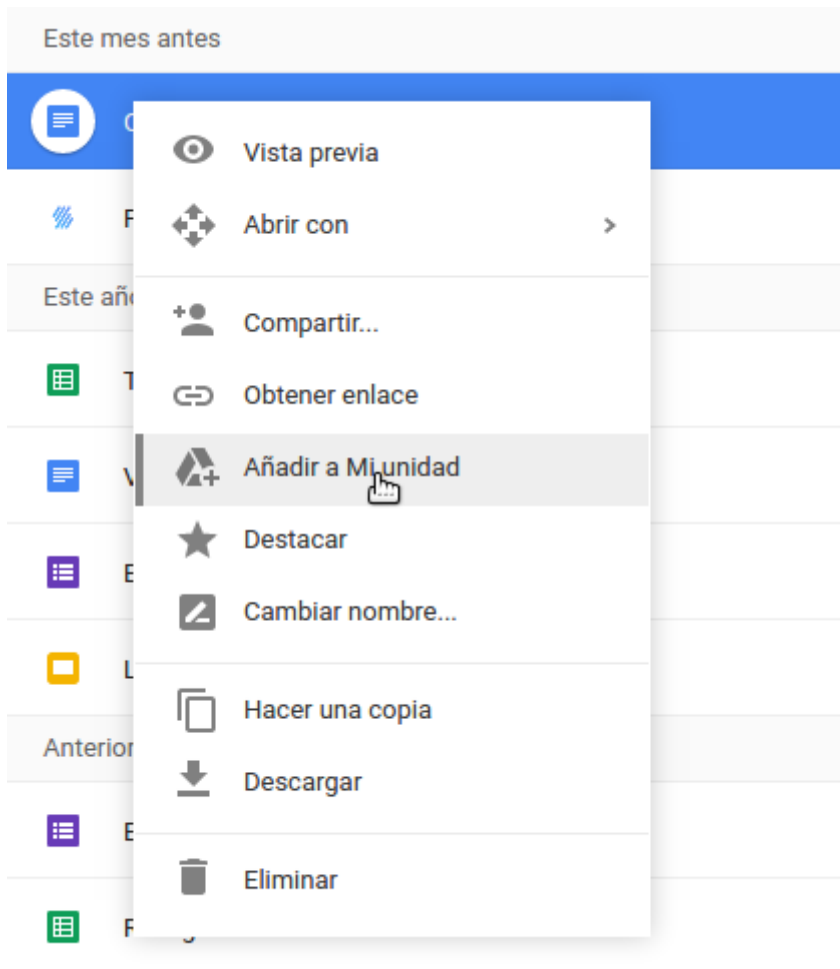 Este mes antes
Vista previa
Abrir con
Este
Compartir...
Obtener enlace
Añadir a Mi unidad
Destacar
Cambiar nombre...
Hacer una copia
Descargar
Eliminar